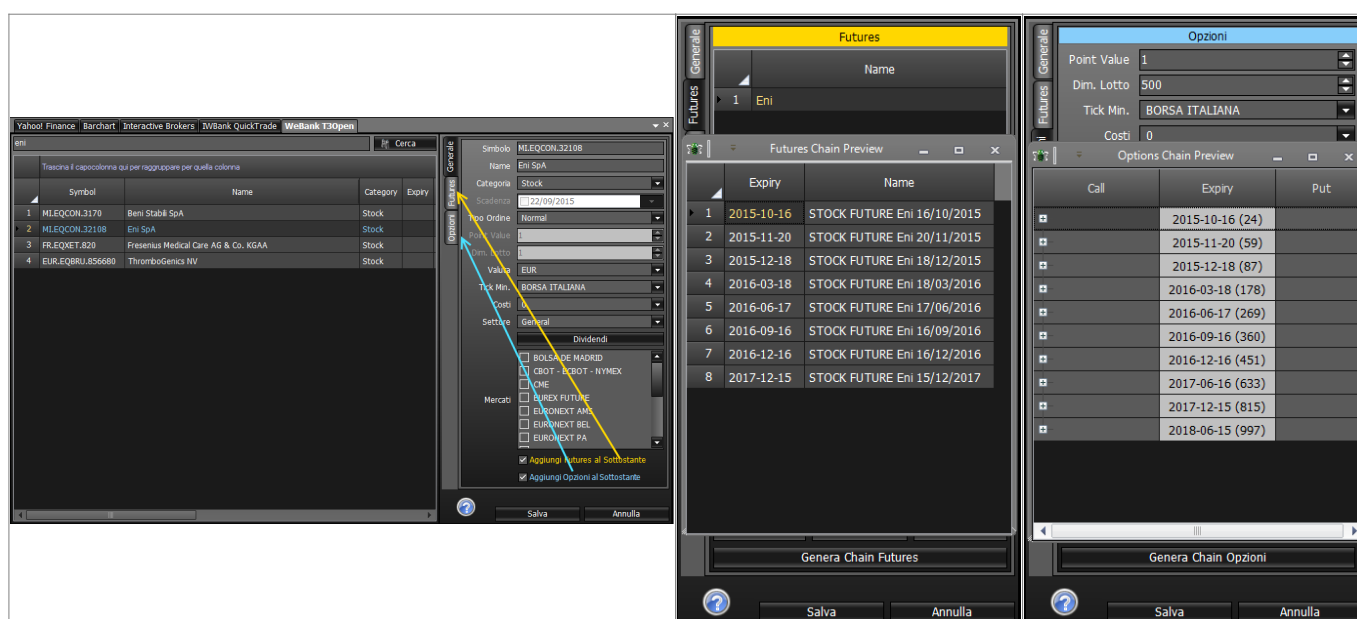 Yahoo! Finance Barchart Interactive Brokers IWBank QuickTrade WeBank T3Open
eni Cerca
Trascina il capocolonna qui per raggruppare per quella colonna
Symbol Name Category Expiry
1 MI.EQCON.3170 Beni Stabili SpA Stock
2 MI.EQCON.32108 Eni SpA Stock
3 FR.EQXET.820 Fresenius Medical Care AG & Co. KGAA Stock
4 EUR.EQBRU.856680 ThromboGenics NV Stock
Generale
Futures
Opzioni
Simbolo MI.EQCON.32108
Name Eni SpA
Categoria Stock
Scadenza 22/09/2015
Tipo Ordine Normal
Point Value 1
Dim. Lotto 1
Valuta EUR
Tick Min. BORSA ITALIANA
Costi 0
Settore General
Dividendi
Mercati
BOLSA DE MADRID
CBOT - ECBOT - NYMEX
CME
EUREX FUTURE
EURONEXT AMS
EURONEXT BEL
EURONEXT PA
Aggiungi Futures al Sottostante
Aggiungi Opzioni al Sottostante
Salva Annulla
Generale
Futures
Futures
Name
1 Eni
Futures Chain Preview
Expiry Name
1 2015-10-16 STOCK FUTURE Eni 16/10/2015
2 2015-11-20 STOCK FUTURE Eni 20/11/2015
3 2015-12-18 STOCK FUTURE Eni 18/12/2015
4 2016-03-18 STOCK FUTURE Eni 18/03/2016
5 2016-06-17 STOCK FUTURE Eni 17/06/2016
6 2016-09-16 STOCK FUTURE Eni 16/09/2016
7 2016-12-16 STOCK FUTURE Eni 16/12/2016
8 2017-12-15 STOCK FUTURE Eni 15/12/2017
Genera Chain Futures
Salva Annulla
Generale
Futures
Opzioni
Point Value 1
Dim. Lotto 500
Tick Min. BORSA ITALIANA
Costi 0
Options Chain Preview
Call Expiry Put
2015-10-16 (24)
2015-11-20 (59)
2015-12-18 (87)
2016-03-18 (178)
2016-06-17 (269)
2016-09-16 (360)
2016-12-16 (451)
2017-06-16 (633)
2017-12-15 (815)
2018-06-15 (997)
Genera Chain Opzioni
Salva Annulla